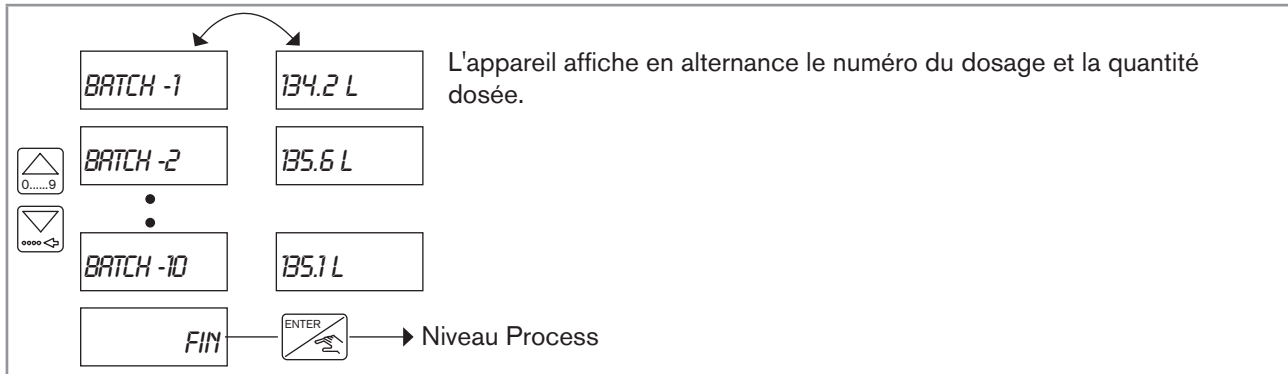 BATCH -1 134.2 L
L'appareil affiche en alternance le numéro du dosage et la quantité
dosée.
BATCH -2 135.6 L
0......9
BATCH -10 135.1 L
FIN ENTER Niveau Process